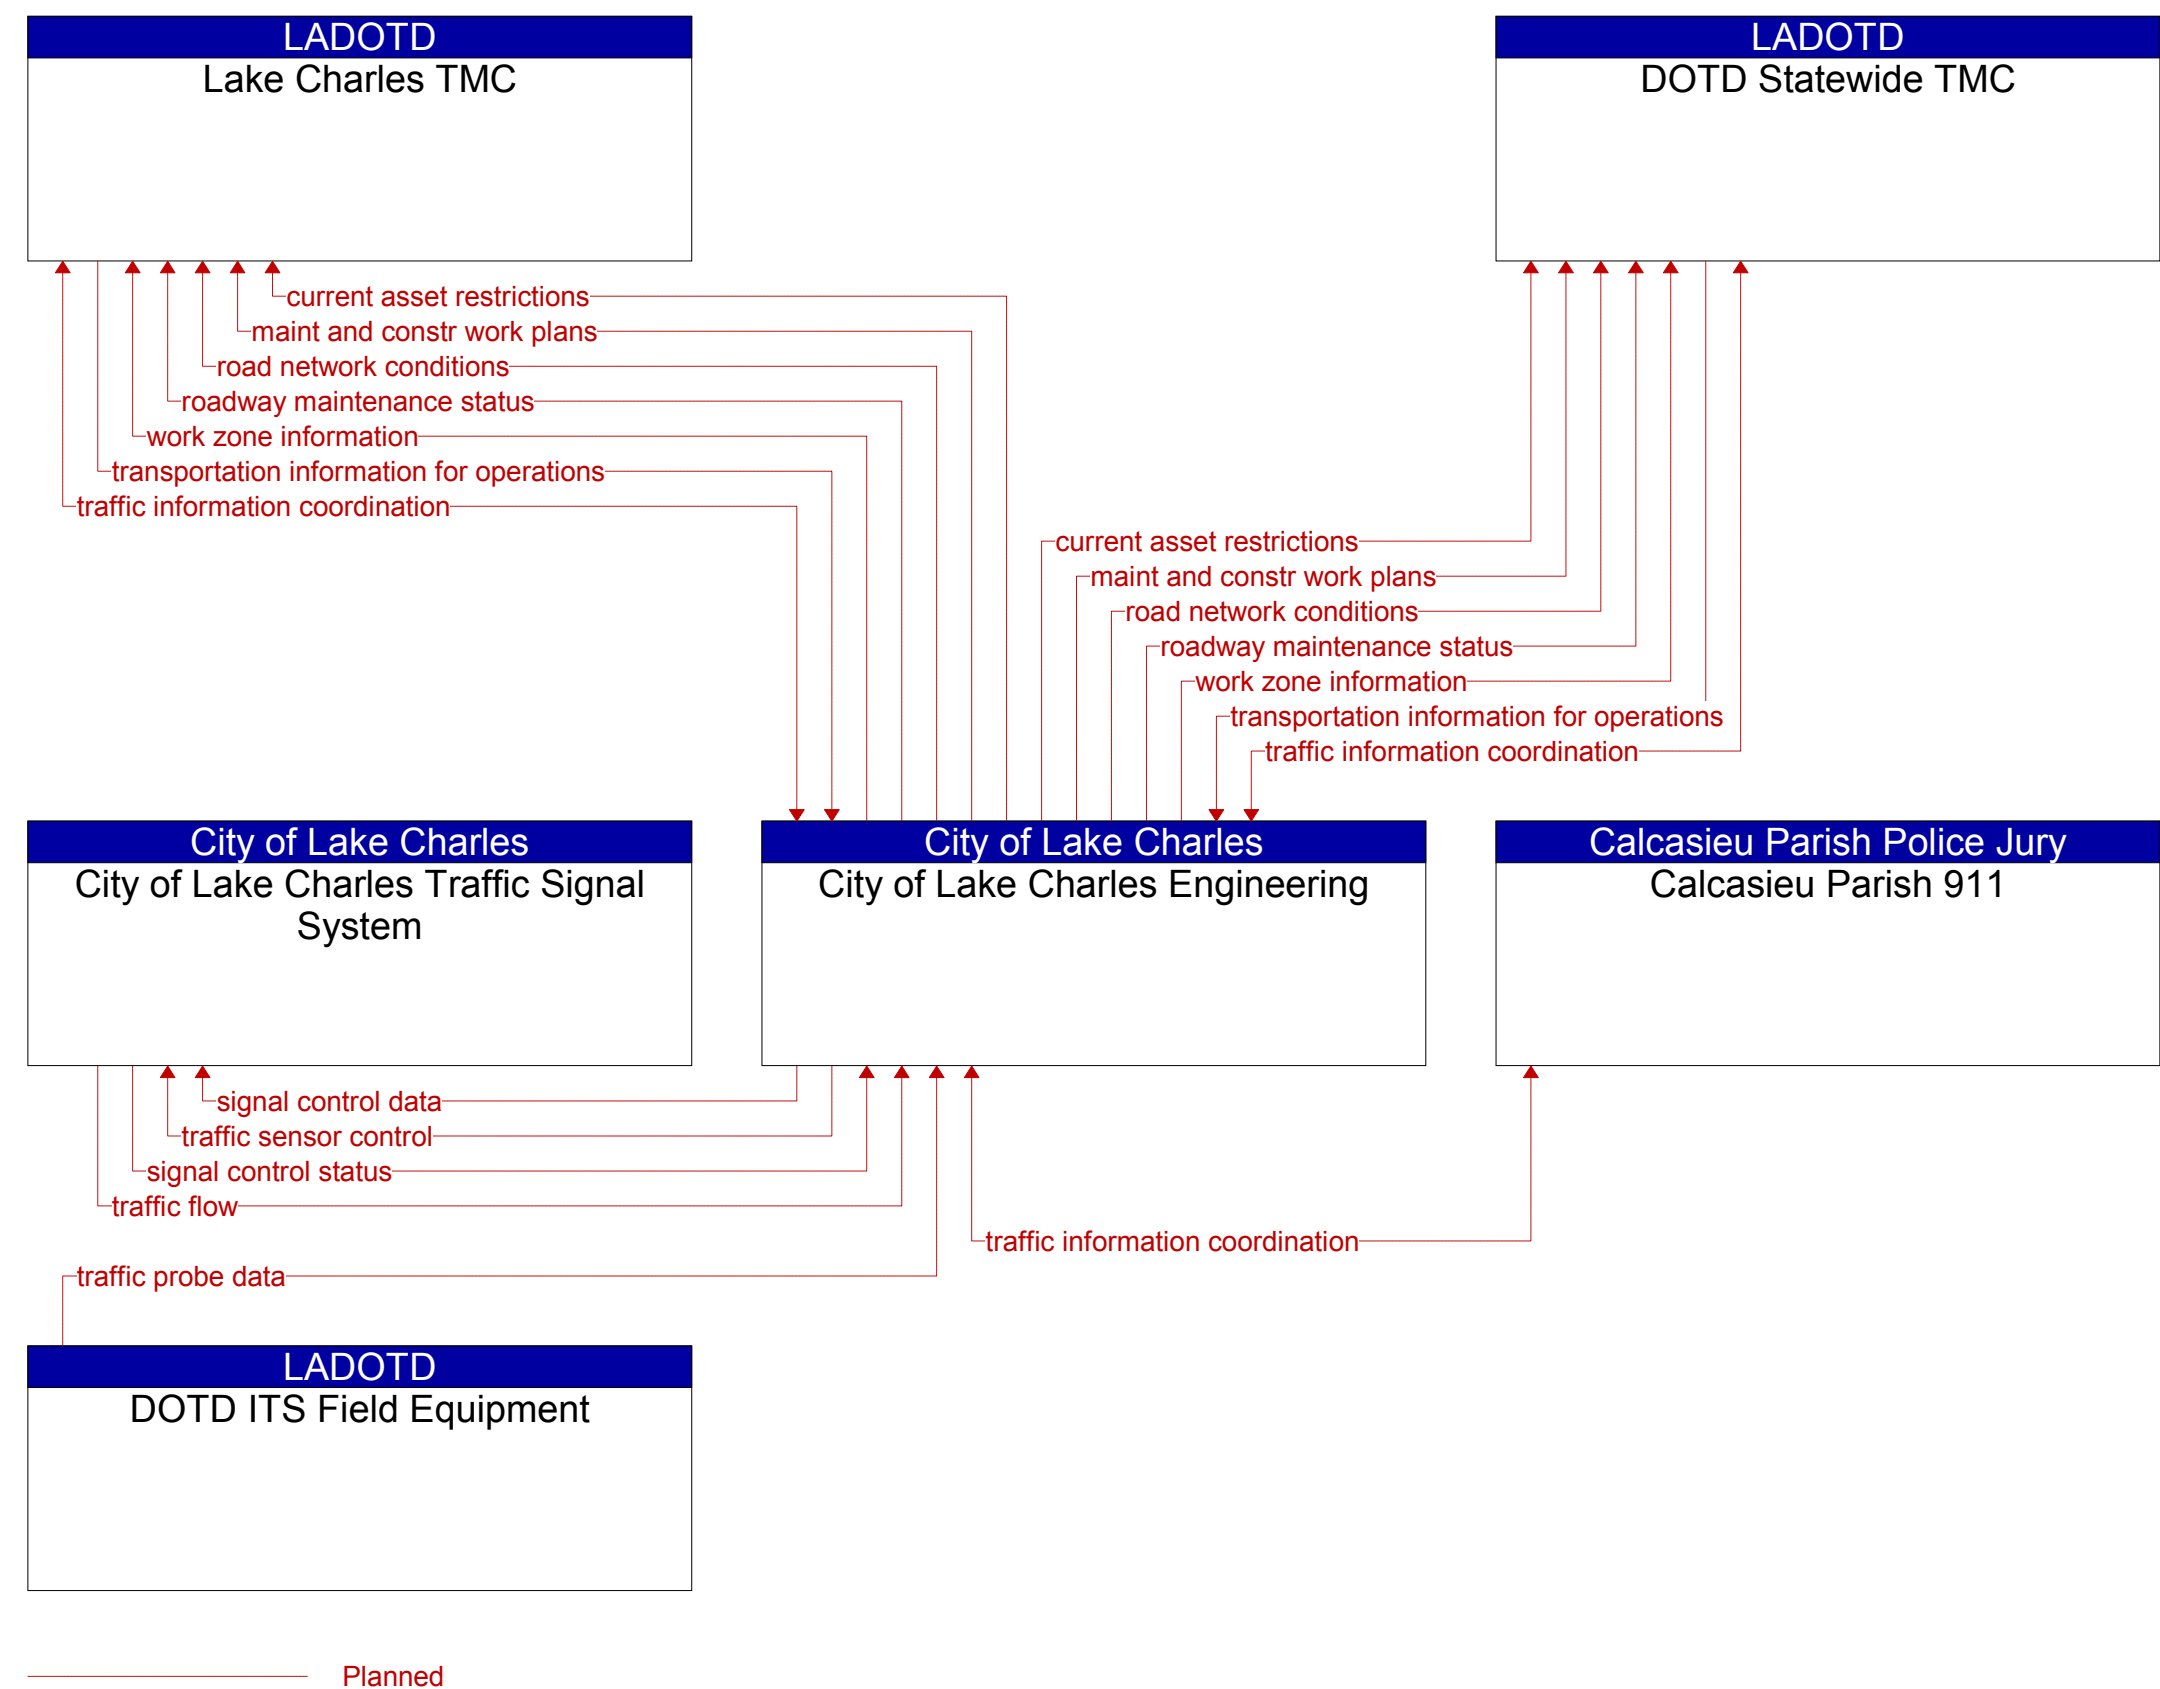 LADOTD
Lake Charles TMC
LADOTD
DOTD Statewide TMC
current asset restrictions
maint and constr work plans
road network conditions
roadway maintenance status
work zone information
transportation information for operations
traffic information coordination
current asset restrictions
maint and constr work plans
road network conditions
roadway maintenance status
work zone information
transportation information for operations
traffic information coordination
City of Lake Charles
City of Lake Charles Traffic Signal
System
City of Lake Charles
City of Lake Charles Engineering
Calcasieu Parish Police Jury
Calcasieu Parish 911
signal control data
traffic sensor control
signal control status
traffic flow
traffic information coordination
traffic probe data
LADOTD
DOTD ITS Field Equipment
Planned